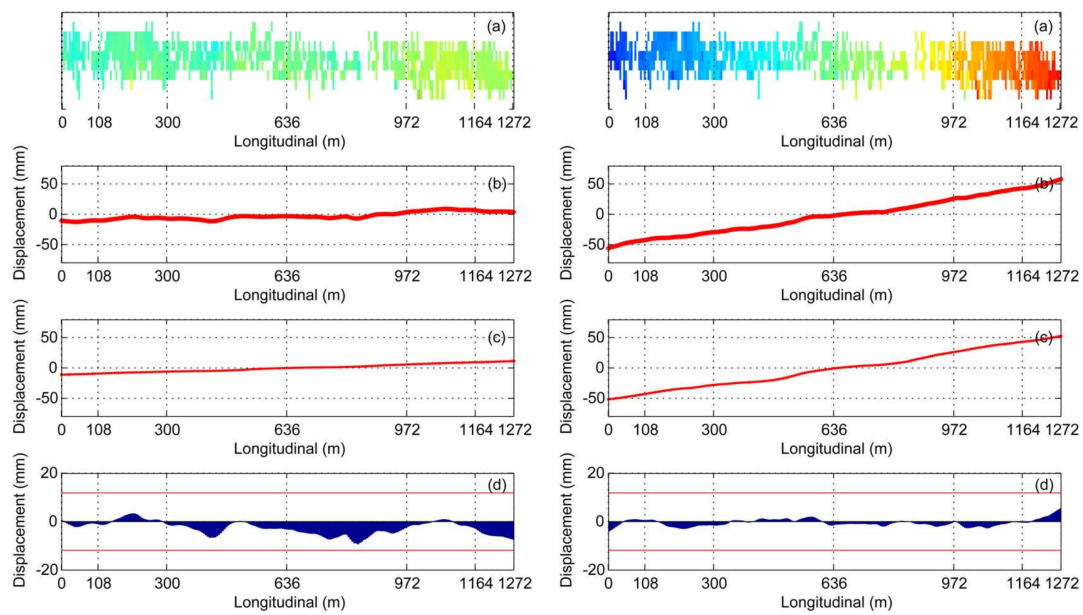 (a)
0 108 300 636 972 1164 1272
Longitudinal (m)
Displacement (mm)
50
0
-50
(b)
0 108 300 636 972 1164 1272
Longitudinal (m)
Displacement (mm)
50
0
-50
(c)
0 108 300 636 972 1164 1272
Longitudinal (m)
Displacement (mm)
20
0
-20
(d)
0 108 300 636 972 1164 1272
Longitudinal (m)
(a)
0 108 300 636 972 1164 1272
Longitudinal (m)
Displacement (mm)
50
0
-50
(b)
0 108 300 636 972 1164 1272
Longitudinal (m)
Displacement (mm)
50
0
-50
(c)
0 108 300 636 972 1164 1272
Longitudinal (m)
Displacement (mm)
20
0
-20
(d)
0 108 300 636 972 1164 1272
Longitudinal (m)